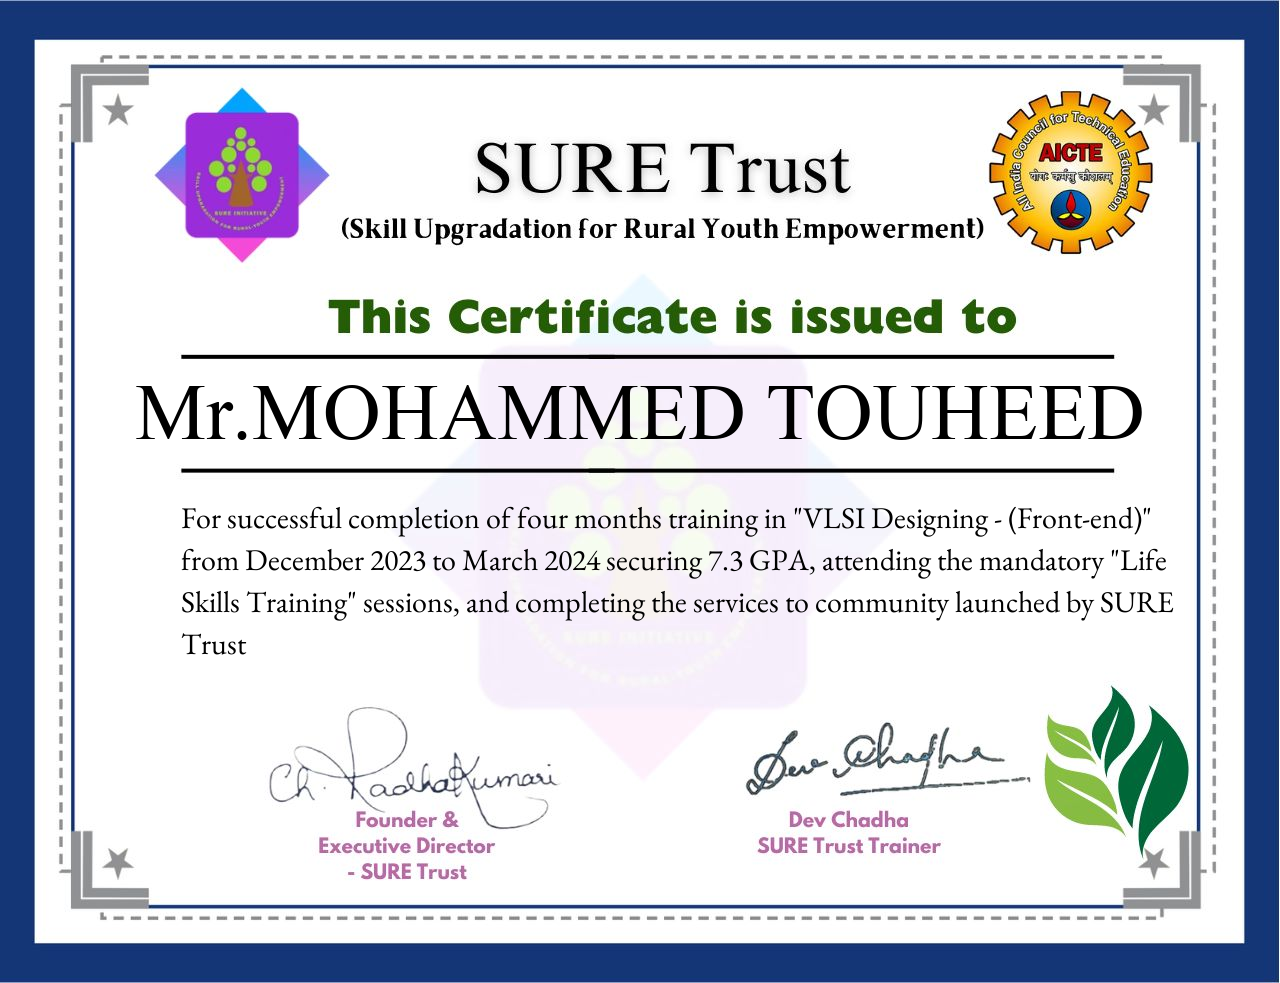 SURE Trust
(Skill Upgradation for Rural Youth Empowerment)
SURE INITIATIVE
SKILL UPGRADATION FOR RURAL YOUTH EMPOWERMENT
All India Council for Technical Education
AICTE
योगः कर्मसु कौशलम्
This Certificate is issued to
Mr.MOHAMMED TOUHEED
For successful completion of four months training in "VLSI Designing - (Front-end)"
from December 2023 to March 2024 securing 7.3 GPA, attending the mandatory "Life
Skills Training" sessions, and completing the services to community launched by SURE
Trust
SURE INITIATIVE
Ch. RadhaKumari
Dev Chadha
Founder &
Executive Director
- SURE Trust
Dev Chadha
SURE Trust Trainer